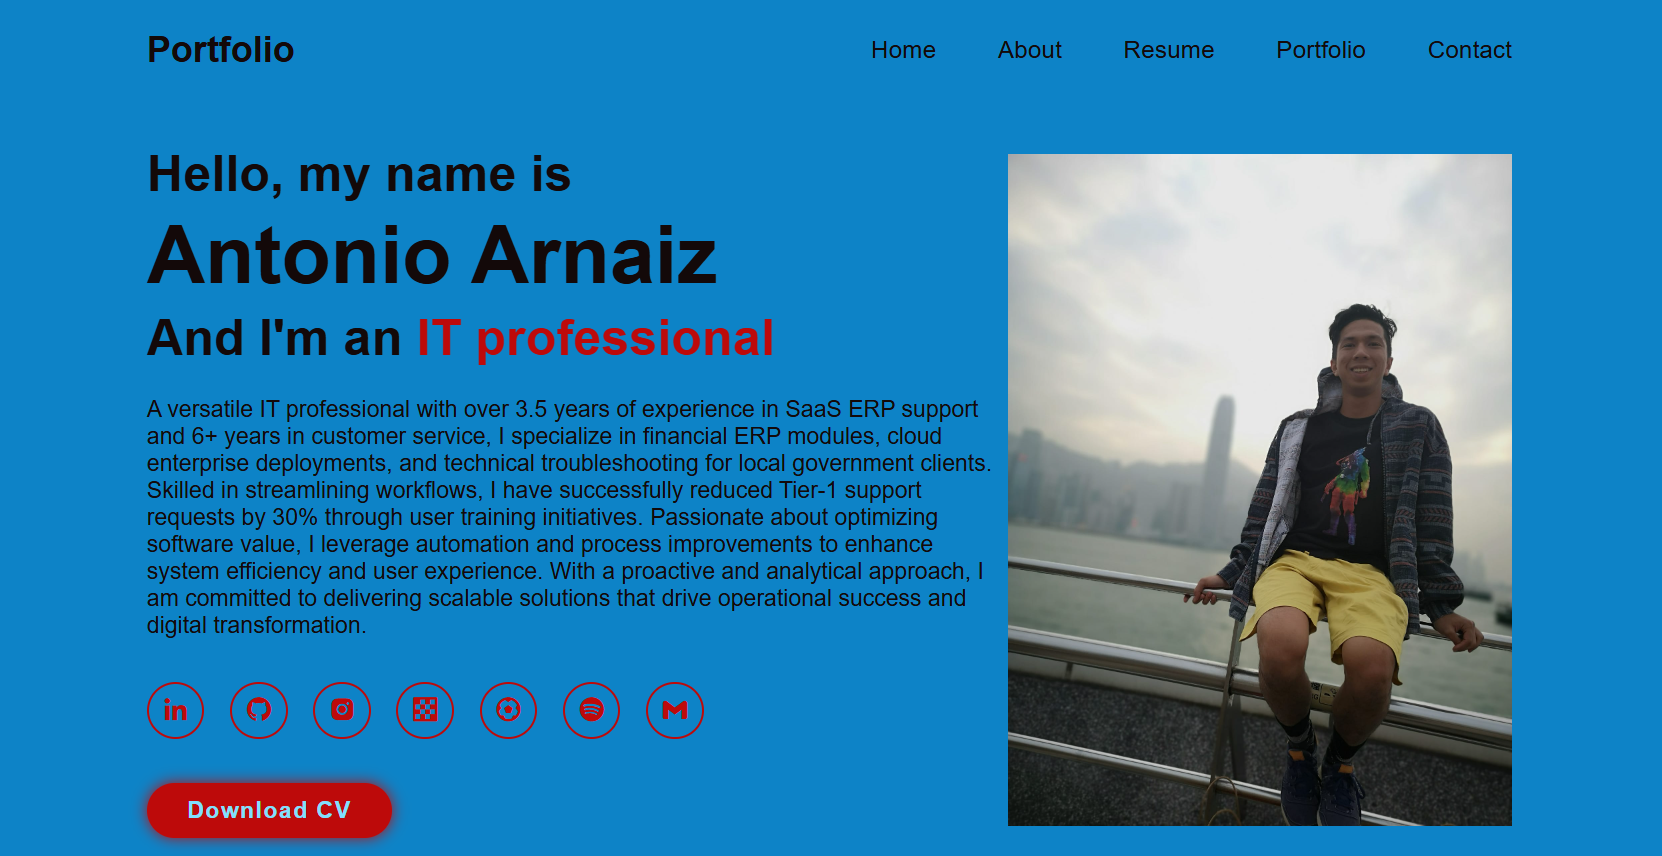 Portfolio
Home About Resume Portfolio Contact
Hello, my name is
Antonio Arnaiz
And I'm an IT professional
A versatile IT professional with over 3.5 years of experience in SaaS ERP support
and 6+ years in customer service, I specialize in financial ERP modules, cloud
enterprise deployments, and technical troubleshooting for local government clients.
Skilled in streamlining workflows, I have successfully reduced Tier-1 support
requests by 30% through user training initiatives. Passionate about optimizing
software value, I leverage automation and process improvements to enhance
system efficiency and user experience. With a proactive and analytical approach, I
am committed to delivering scalable solutions that drive operational success and
digital transformation.
in
Download CV